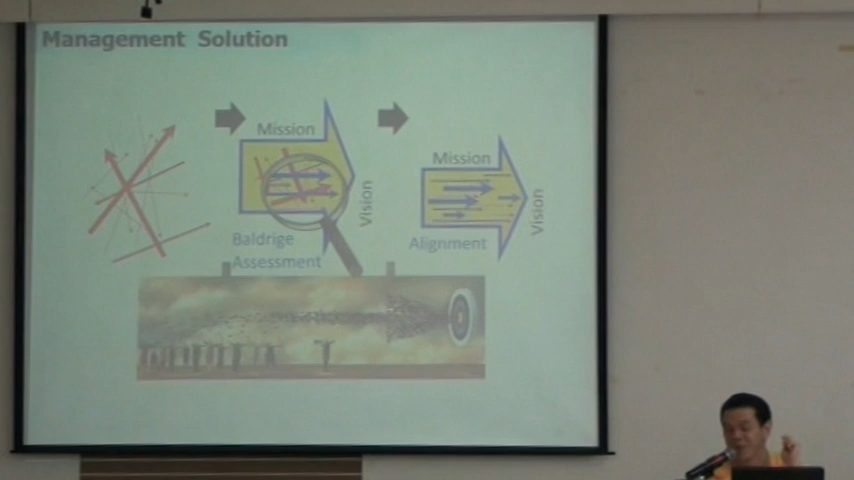 Management Solution
Mission
Vision
Baldrige
Assessment
Mission
Vision
Alignment